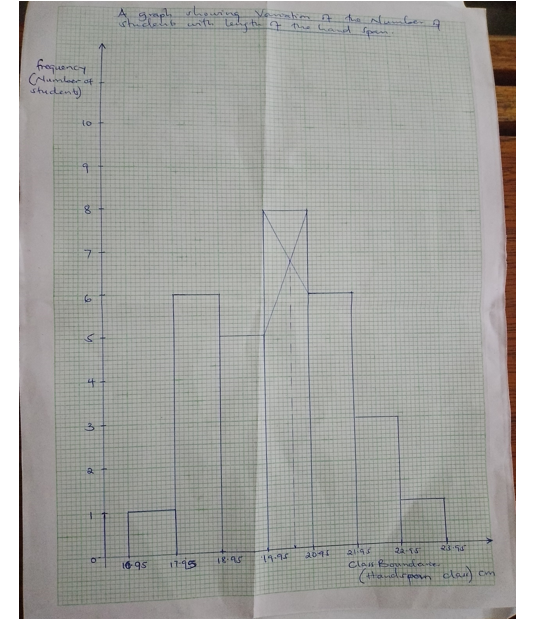 A graph showing Variation of the Number of
students with length of the hand span.
frequency
(Number of
students)
10
9
8
7
6
5
4
3
2
1
0
16.95 17.95 18.95 19.95 20.95 21.95 22.95 23.95
Class Boundaries
(Handspan class) cm